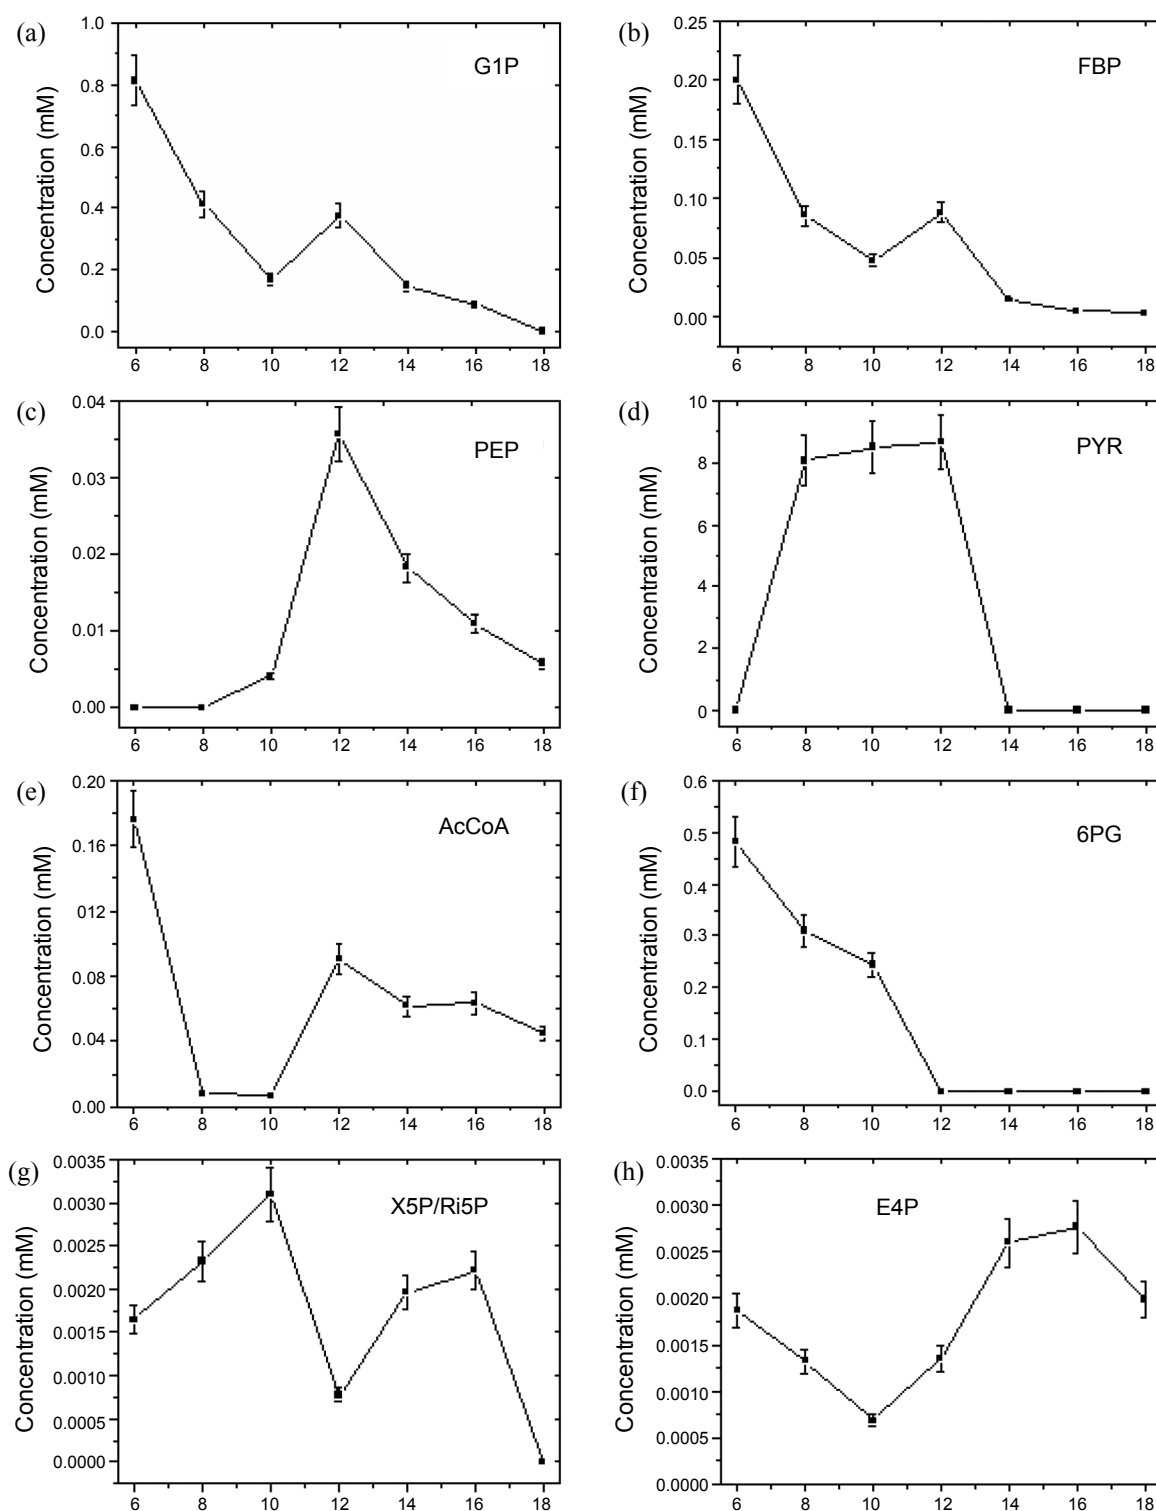 (a)
G1P
Concentration (mM)
1.0
0.8
0.6
0.4
0.2
0.0
6 8 10 12 14 16 18
(b)
FBP
Concentration (mM)
0.25
0.20
0.15
0.10
0.05
0.00
6 8 10 12 14 16 18
(c)
PEP
Concentration (mM)
0.04
0.03
0.02
0.01
0.00
6 8 10 12 14 16 18
(d)
PYR
Concentration (mM)
10
8
6
4
2
0
6 8 10 12 14 16 18
(e)
AcCoA
Concentration (mM)
0.20
0.16
012
0.08
0.04
0.00
6 8 10 12 14 16 18
(f)
6PG
Concentration (mM)
0.6
0.5
0.4
0.3
0.2
0.1
0.0
6 8 10 12 14 16 18
(g)
X5P/Ri5P
Concentration (mM)
0.0035
0.0030
0.0025
0.0020
0.0015
0.0010
0.0005
0.0000
6 8 10 12 14 16 18
(h)
E4P
Concentration (mM)
0.0035
0.0030
0.0025
0.0020
0.0015
0.0010
0.0005
0.0000
6 8 10 12 14 16 18